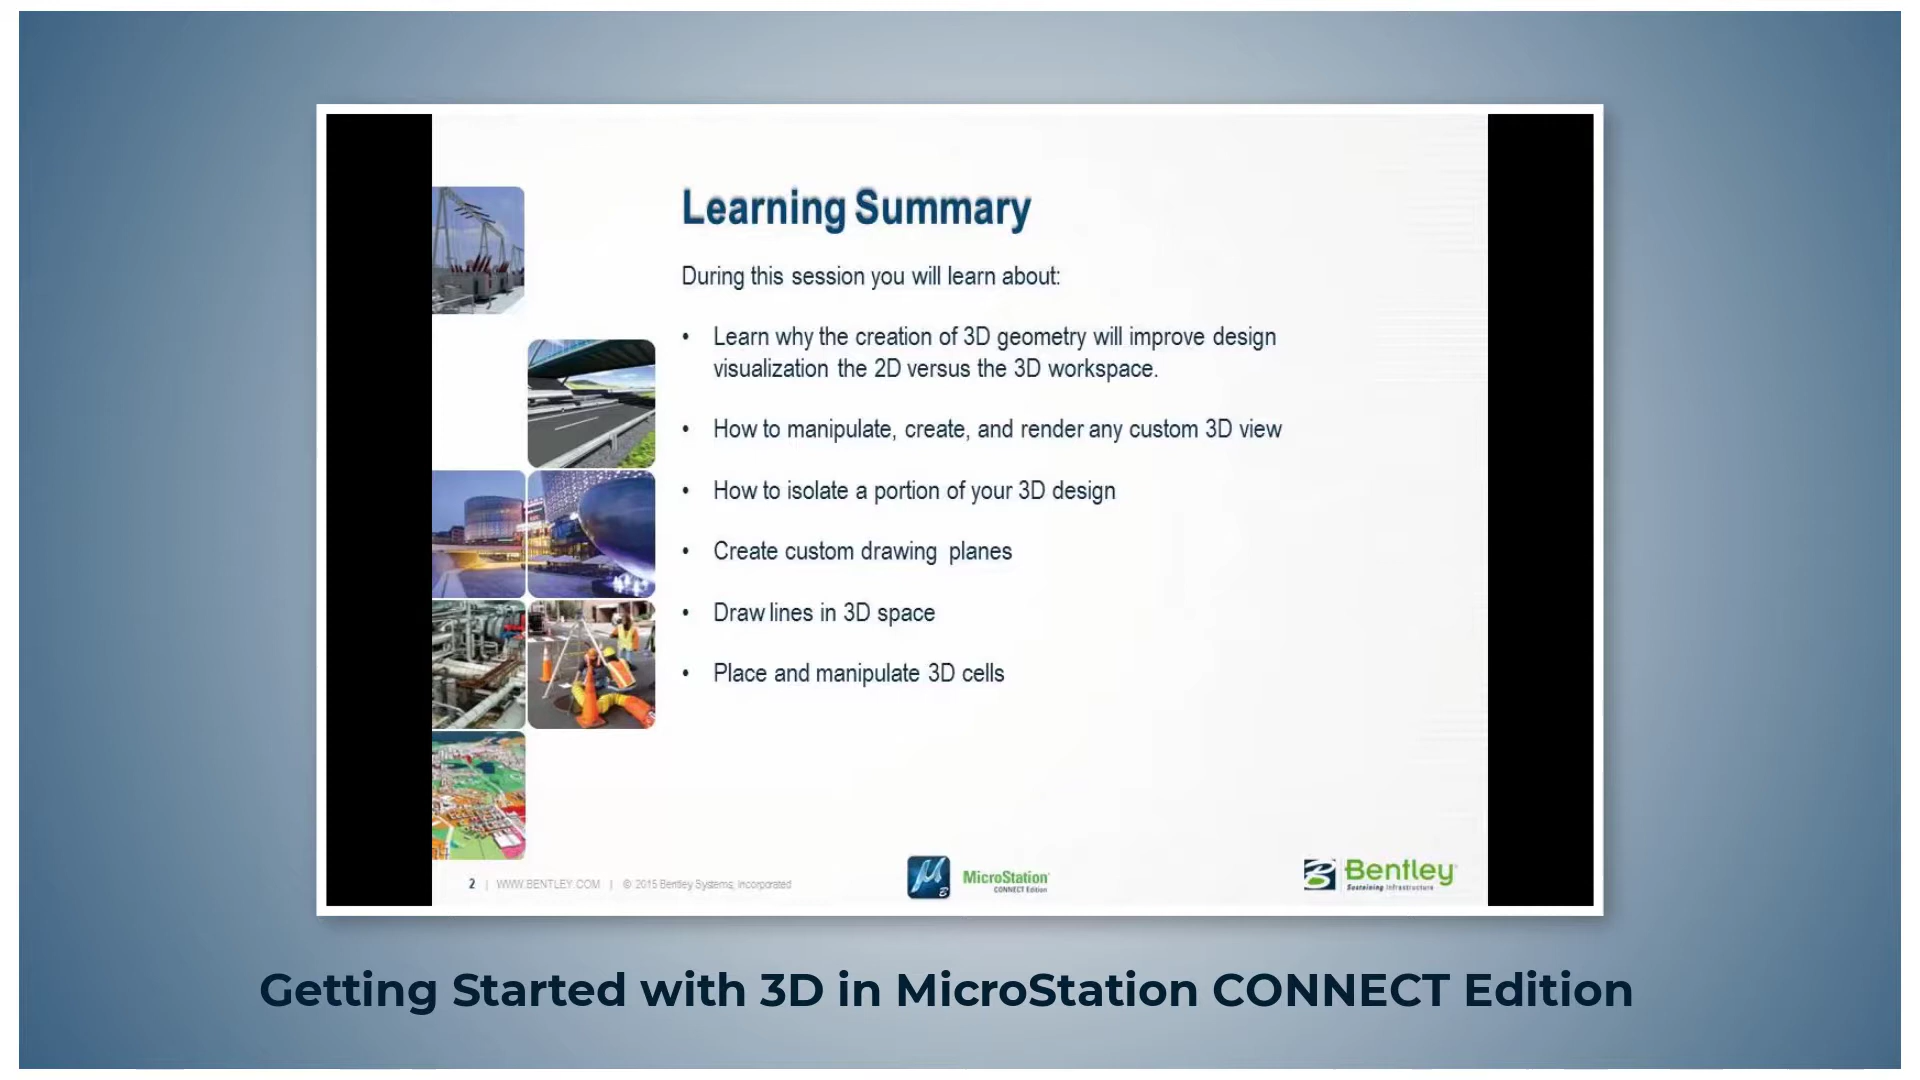 Learning Summary
During this session you will learn about:
• Learn why the creation of 3D geometry will improve design
visualization the 2D versus the 3D workspace.
• How to manipulate, create, and render any custom 3D view
• How to isolate a portion of your 3D design
• Create custom drawing planes
• Draw lines in 3D space
• Place and manipulate 3D cells
2 | WWW.BENTLEY.COM | © 2015 Bentley Systems, Incorporated
MicroStation
CONNECT Edition
Bentley
Sustaining Infrastructure
Getting Started with 3D in MicroStation CONNECT Edition